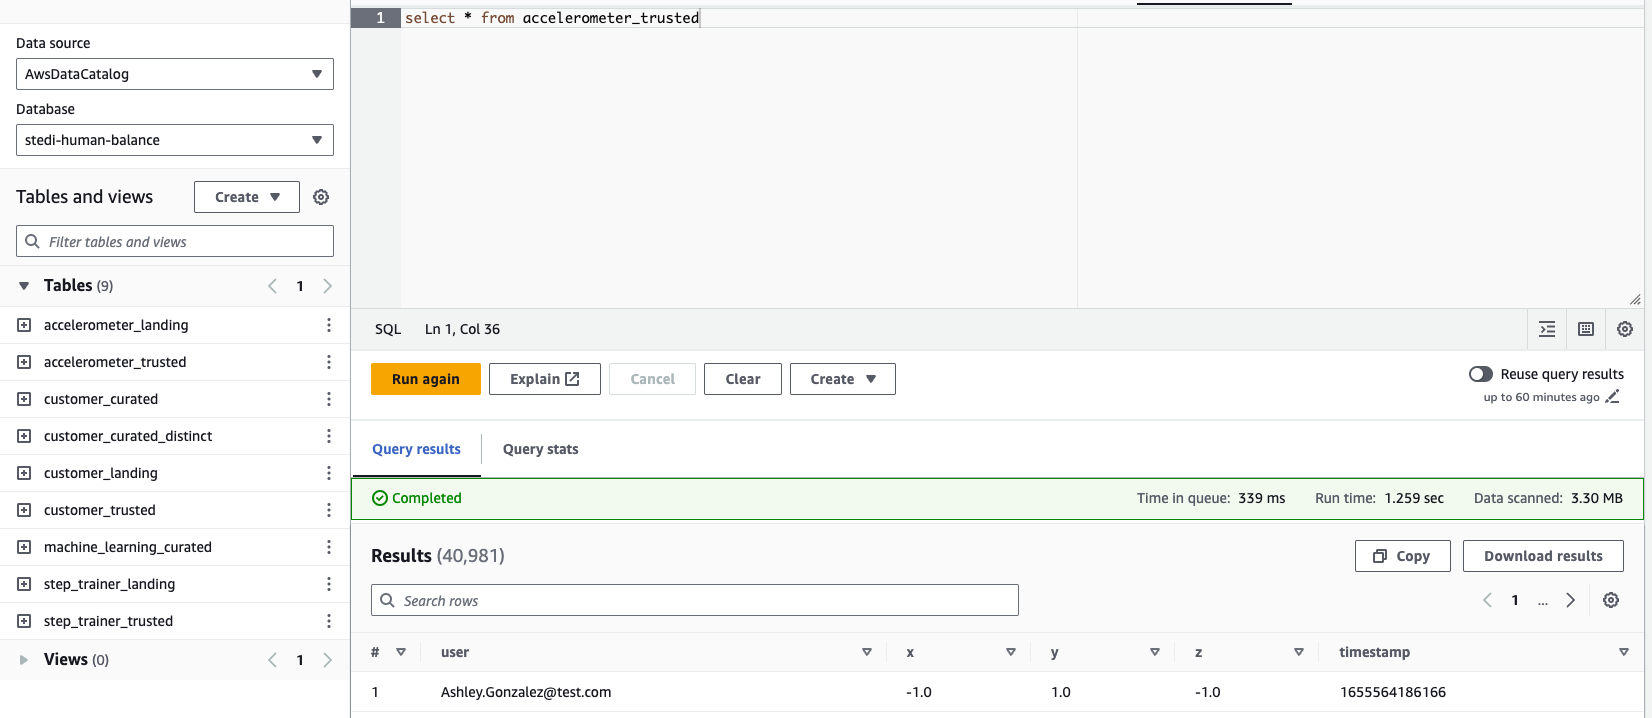 Data source
AwsDataCatalog
Database
stedi-human-balance
Tables and views
Create
Filter tables and views
Tables (9)
1
accelerometer_landing
accelerometer_trusted
customer_curated
customer_curated_distinct
customer_landing
customer_trusted
machine_learning_curated
step_trainer_landing
step_trainer_trusted
Views (0)
1
1 select * from accelerometer_trusted
SQL Ln 1, Col 36
Run again Explain Cancel Clear Create
Reuse query results
up to 60 minutes ago
Query results Query stats
Completed Time in queue: 339 ms Run time: 1.259 sec Data scanned: 3.30 MB
Results (40,981) Copy Download results
Search rows 1 ...
# user x y z timestamp
1 Ashley.Gonzalez@test.com -1.0 1.0 -1.0 1655564186166